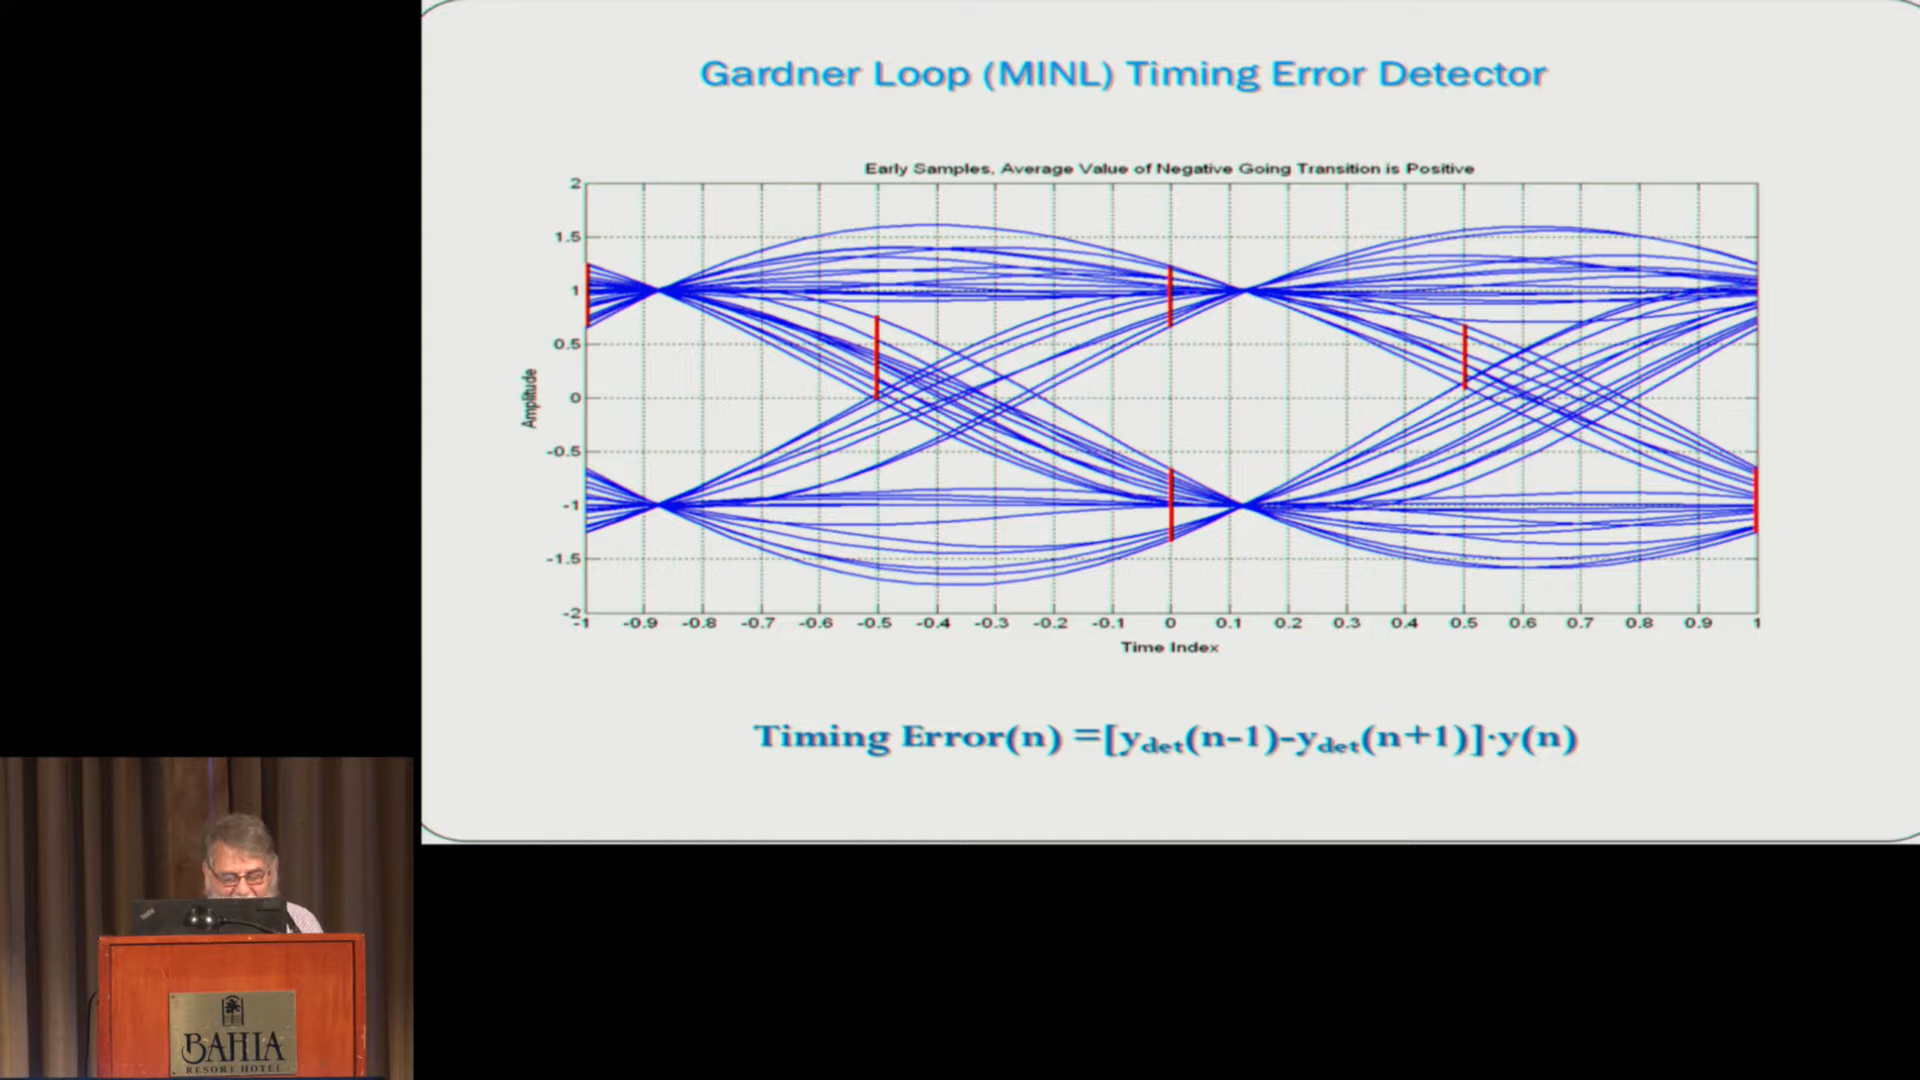 Gardner Loop (MINL) Timing Error Detector
Early Samples, Average Value of Negative Going Transition is Positive
2
1.5
1
0.5
0
-0.5
-1
-1.5
-2
Amplitude
-1 -0.9 -0.8 -0.7 -0.6 -0.5 -0.4 -0.3 -0.2 -0.1 0 0.1 0.2 0.3 0.4 0.5 0.6 0.7 0.8 0.9 1
Time Index
Timing Error(n) =[ydet(n-1)-ydet(n+1)]·y(n)
BAHIA
RESORT HOTEL